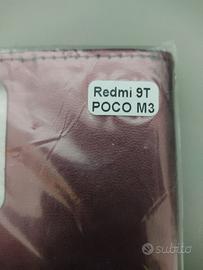 Redmi 9T
POCO M3
subito